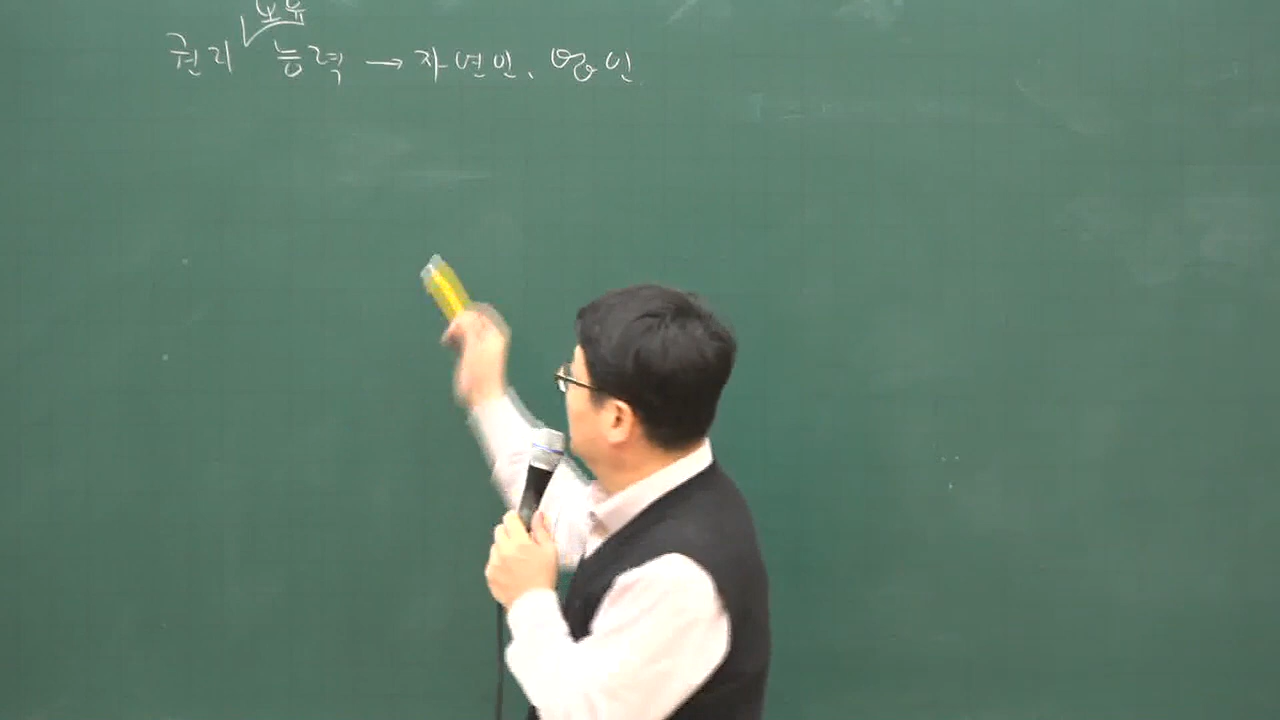 보유
권리 능력 → 자연인, 법인